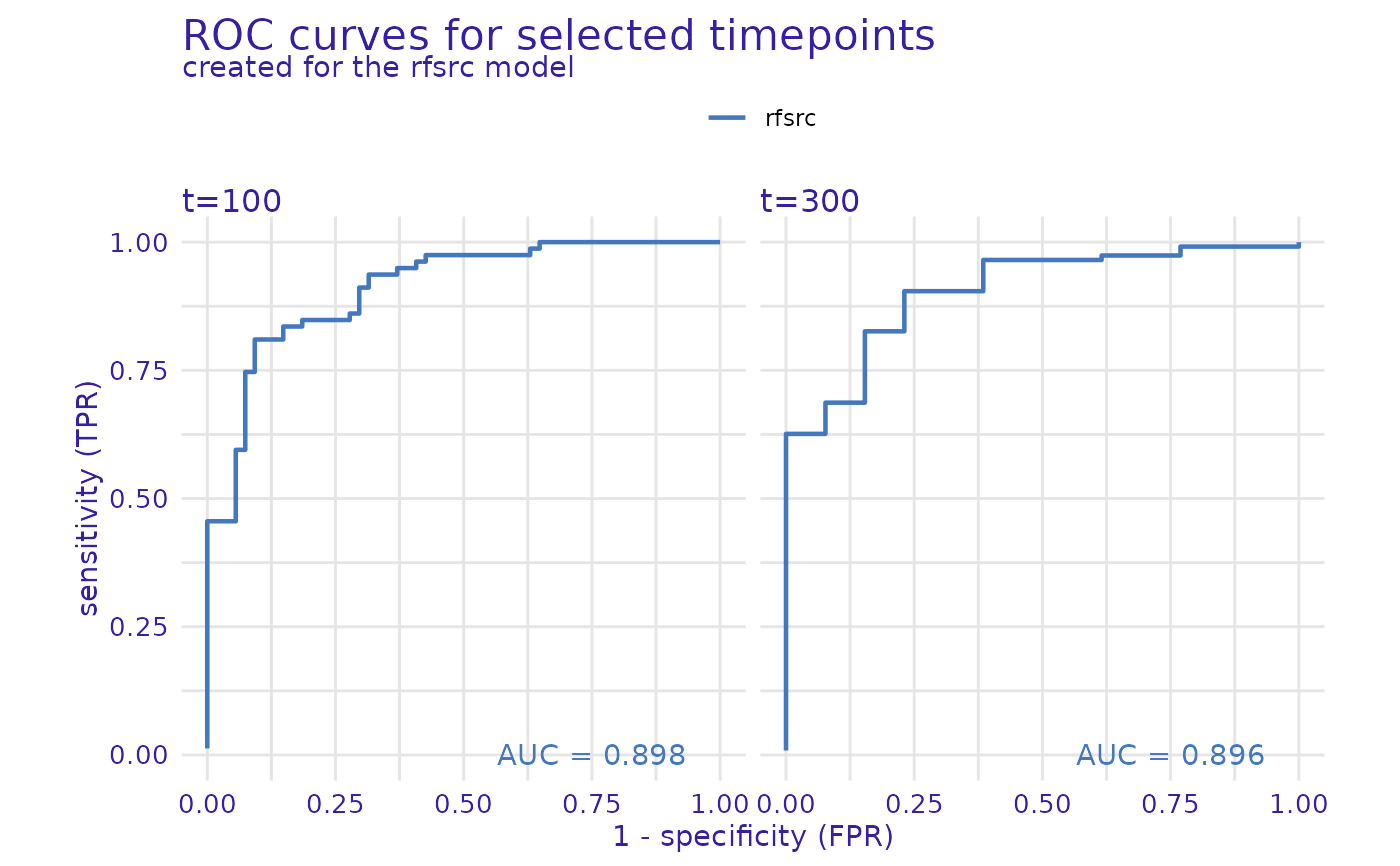 ROC curves for selected timepoints
created for the rfsrc model
rfsrc
t=100
t=300
sensitivity (TPR)
1.00
0.75
0.50
0.25
0.00
AUC = 0.898
AUC = 0.896
0.00 0.25 0.50 0.75 1.00 0.00 0.25 0.50 0.75 1.00
1 - specificity (FPR)